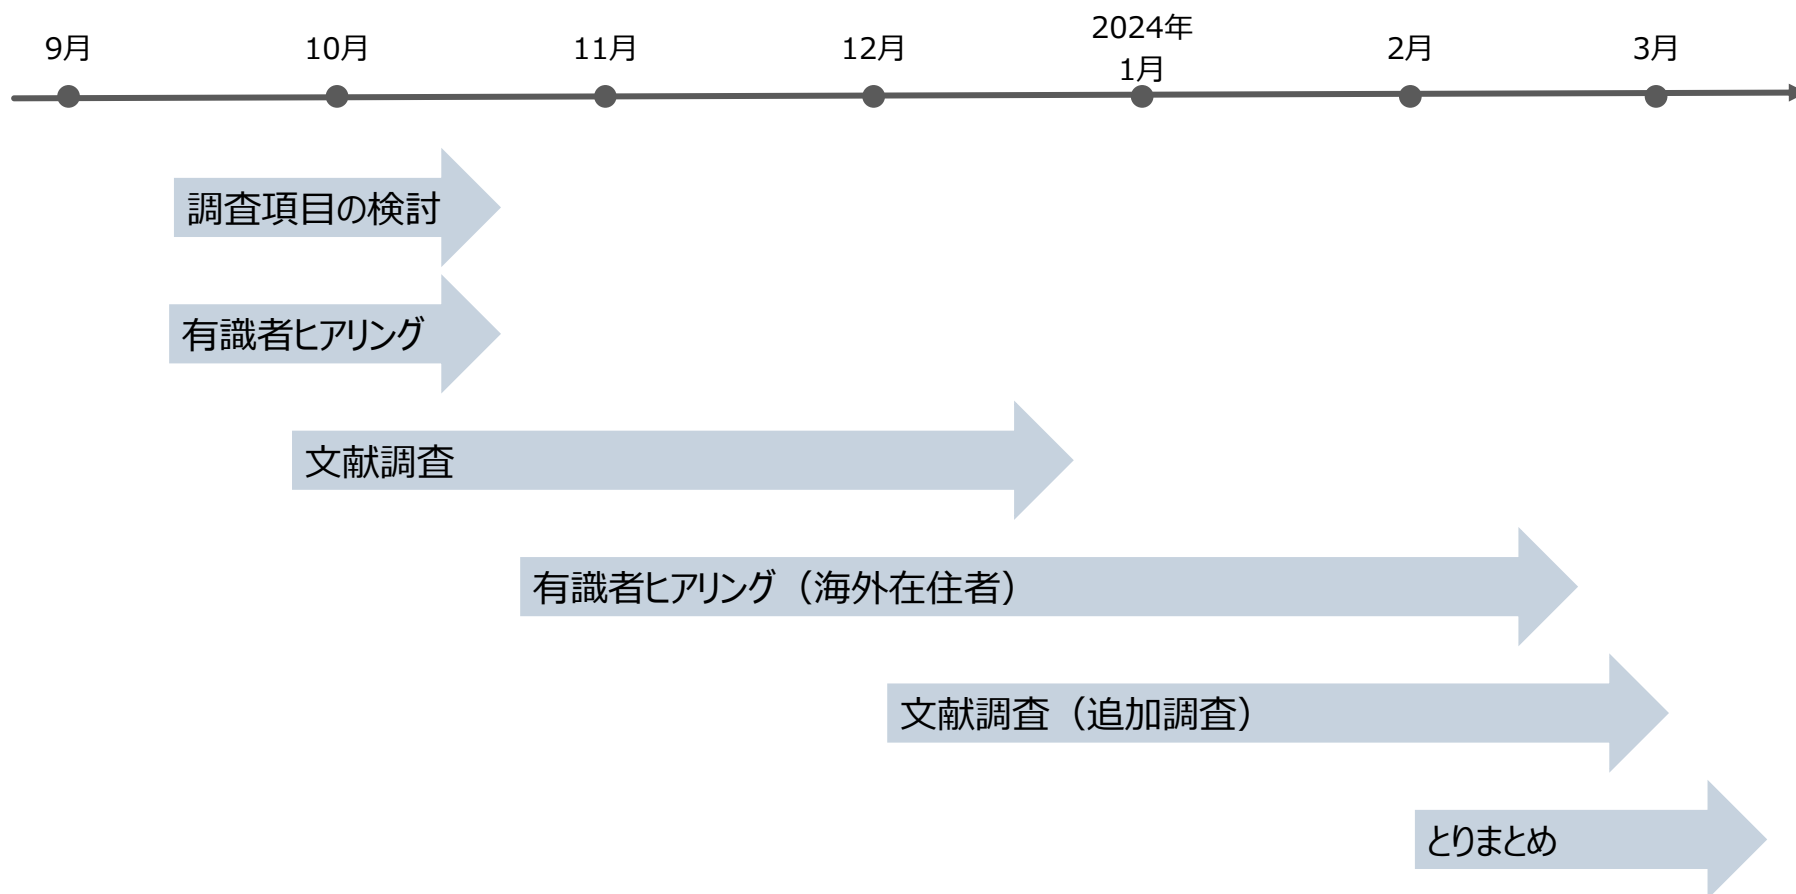 9月
10月
11月
12月
2024年
1月
2月
3月
調査項目の検討
有識者ヒアリング
文献調査
有識者ヒアリング（海外在住者）
文献調査（追加調査）
とりまとめ